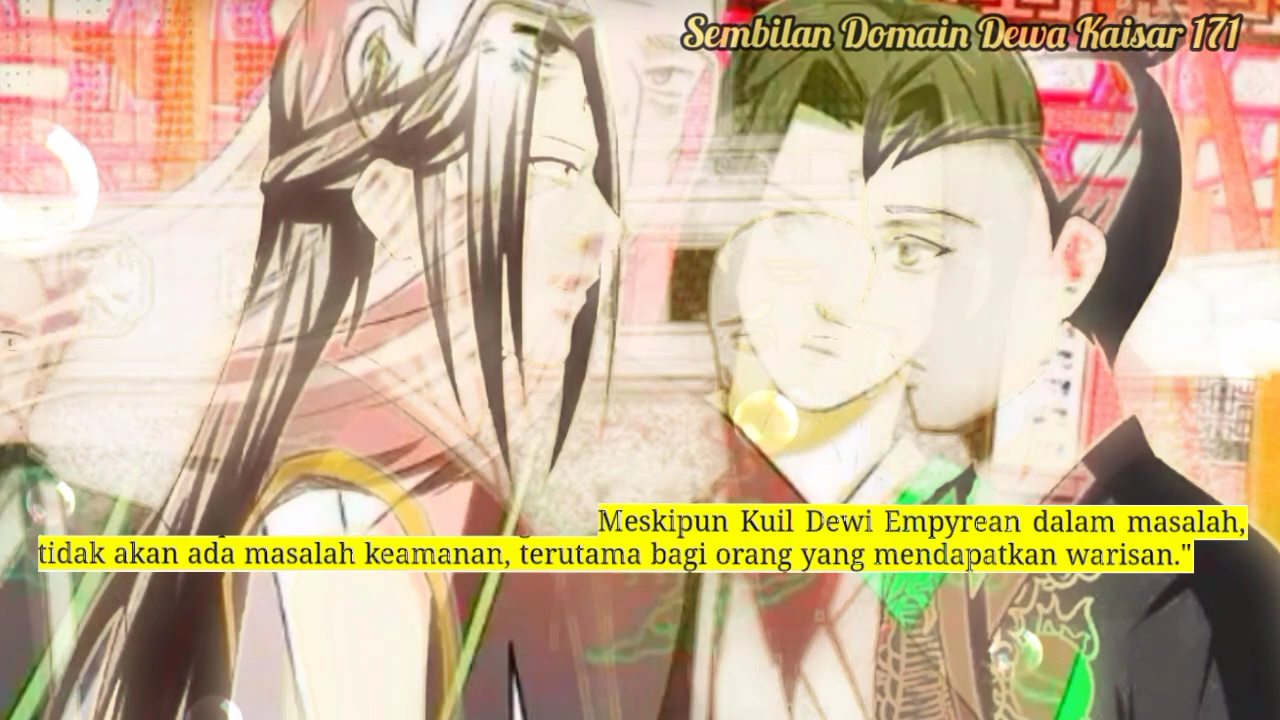 Sembilan Domain Dewa Kaisar 171
Meskipun Kuil Dewi Empyrean dalam masalah,
tidak akan ada masalah keamanan, terutama bagi orang yang mendapatkan warisan."